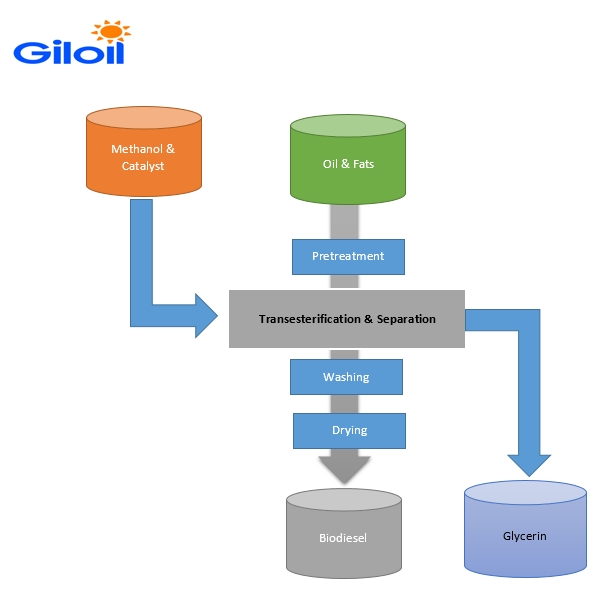 Giloil
Methanol &
Catalyst
Oil & Fats
Pretreatment
Transesterification & Separation
Washing
Drying
Biodiesel
Glycerin